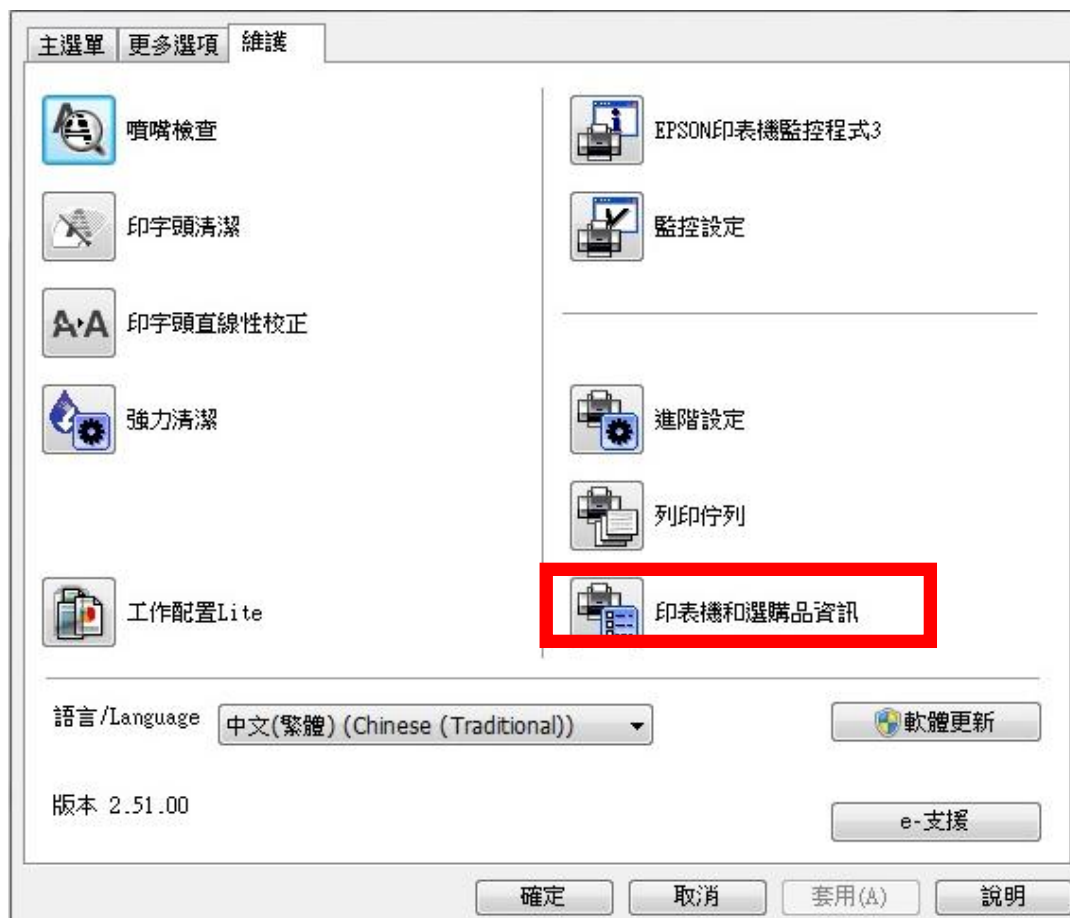 主選單 更多選項 維護
噴嘴檢查
印字頭清潔
印字頭直線性校正
強力清潔
工作配置Lite
EPSON印表機監控程式3
監控設定
進階設定
列印佇列
印表機和選購品資訊
語言/Language 中文(繁體) (Chinese (Traditional))
軟體更新
版本 2.51.00
e-支援
確定 取消 套用(A) 說明